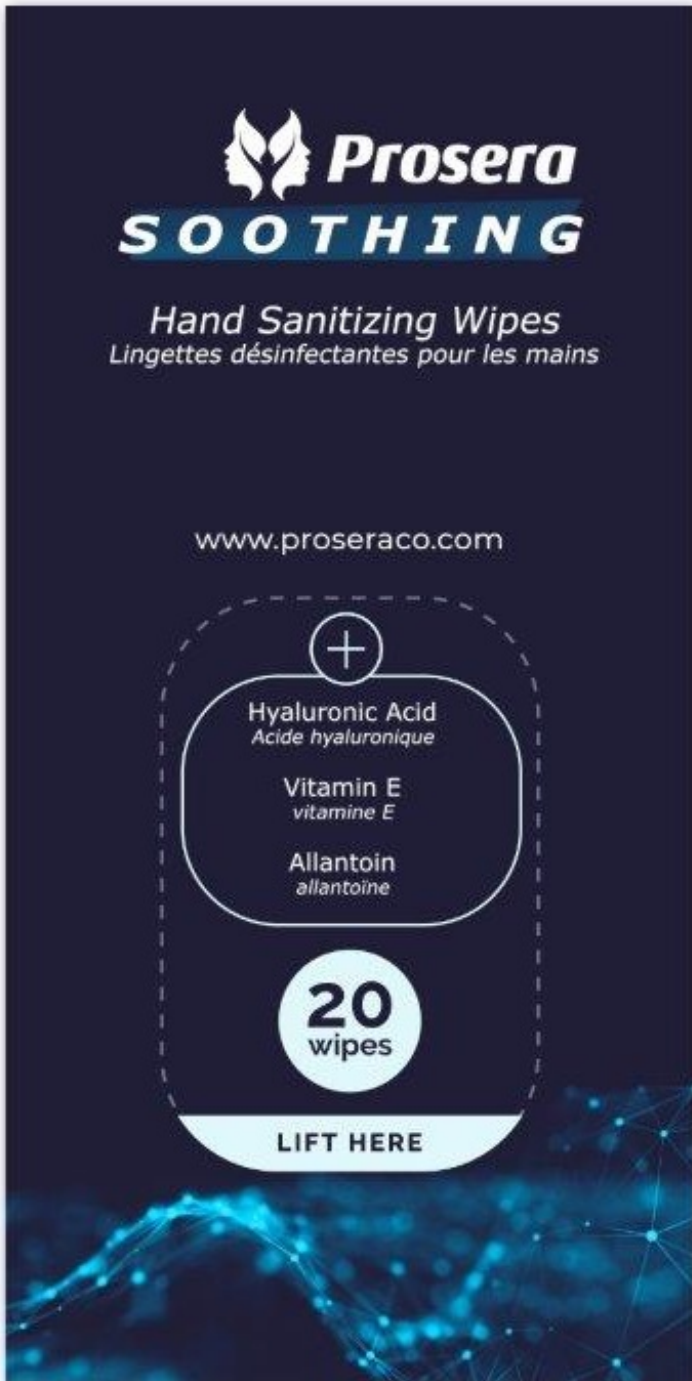 Prosera
SOOTHING
Hand Sanitizing Wipes
Lingettes désinfectantes pour les mains
www.proseraco.com
Hyaluronic Acid
Acide hyaluronique
Vitamin E
vitamine E
Allantoin
allantoïne
20
wipes
LIFT HERE